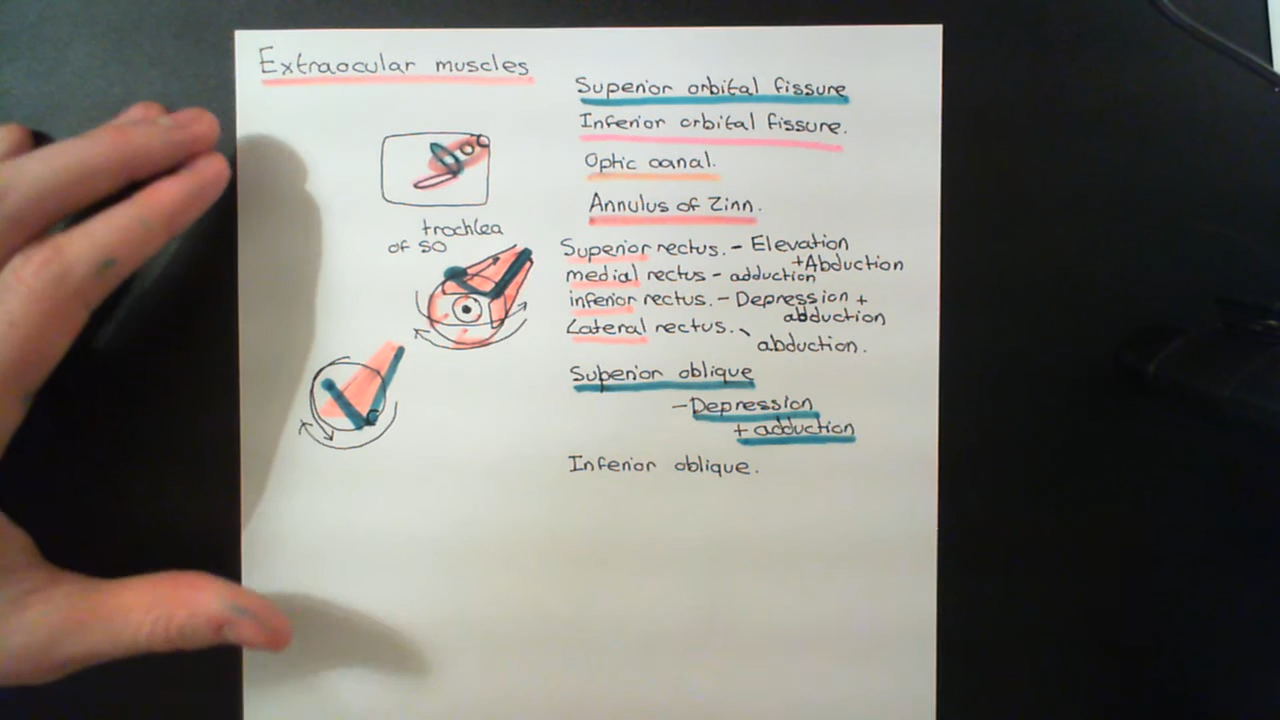 Extraocular muscles
Superior orbital fissure
Inferior orbital fissure.
Optic canal.
Annulus of Zinn.
trochlea
of SO
Superior rectus. - Elevation
+Abduction
medial rectus - adduction
inferior rectus. - Depression +
abduction
Lateral rectus.
abduction.
Superior oblique
- Depression
+ adduction
Inferior oblique.